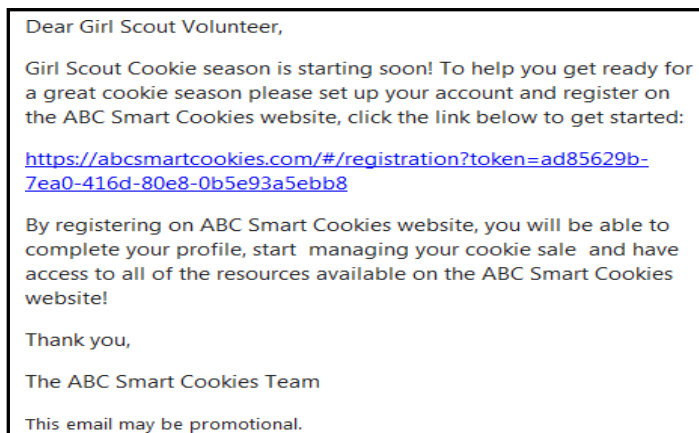 Dear Girl Scout Volunteer,
Girl Scout Cookie season is starting soon! To help you get ready for
a great cookie season please set up your account and register on
the ABC Smart Cookies website, click the link below to get started:
https://abcsmartcookies.com/#/registration?token=ad85629b-
7ea0-416d-80e8-0b5e93a5ebb8
By registering on ABC Smart Cookies website, you will be able to
complete your profile, start  managing your cookie sale  and have
access to all of the resources available on the ABC Smart Cookies
website!
Thank you,
The ABC Smart Cookies Team
This email may be promotional.